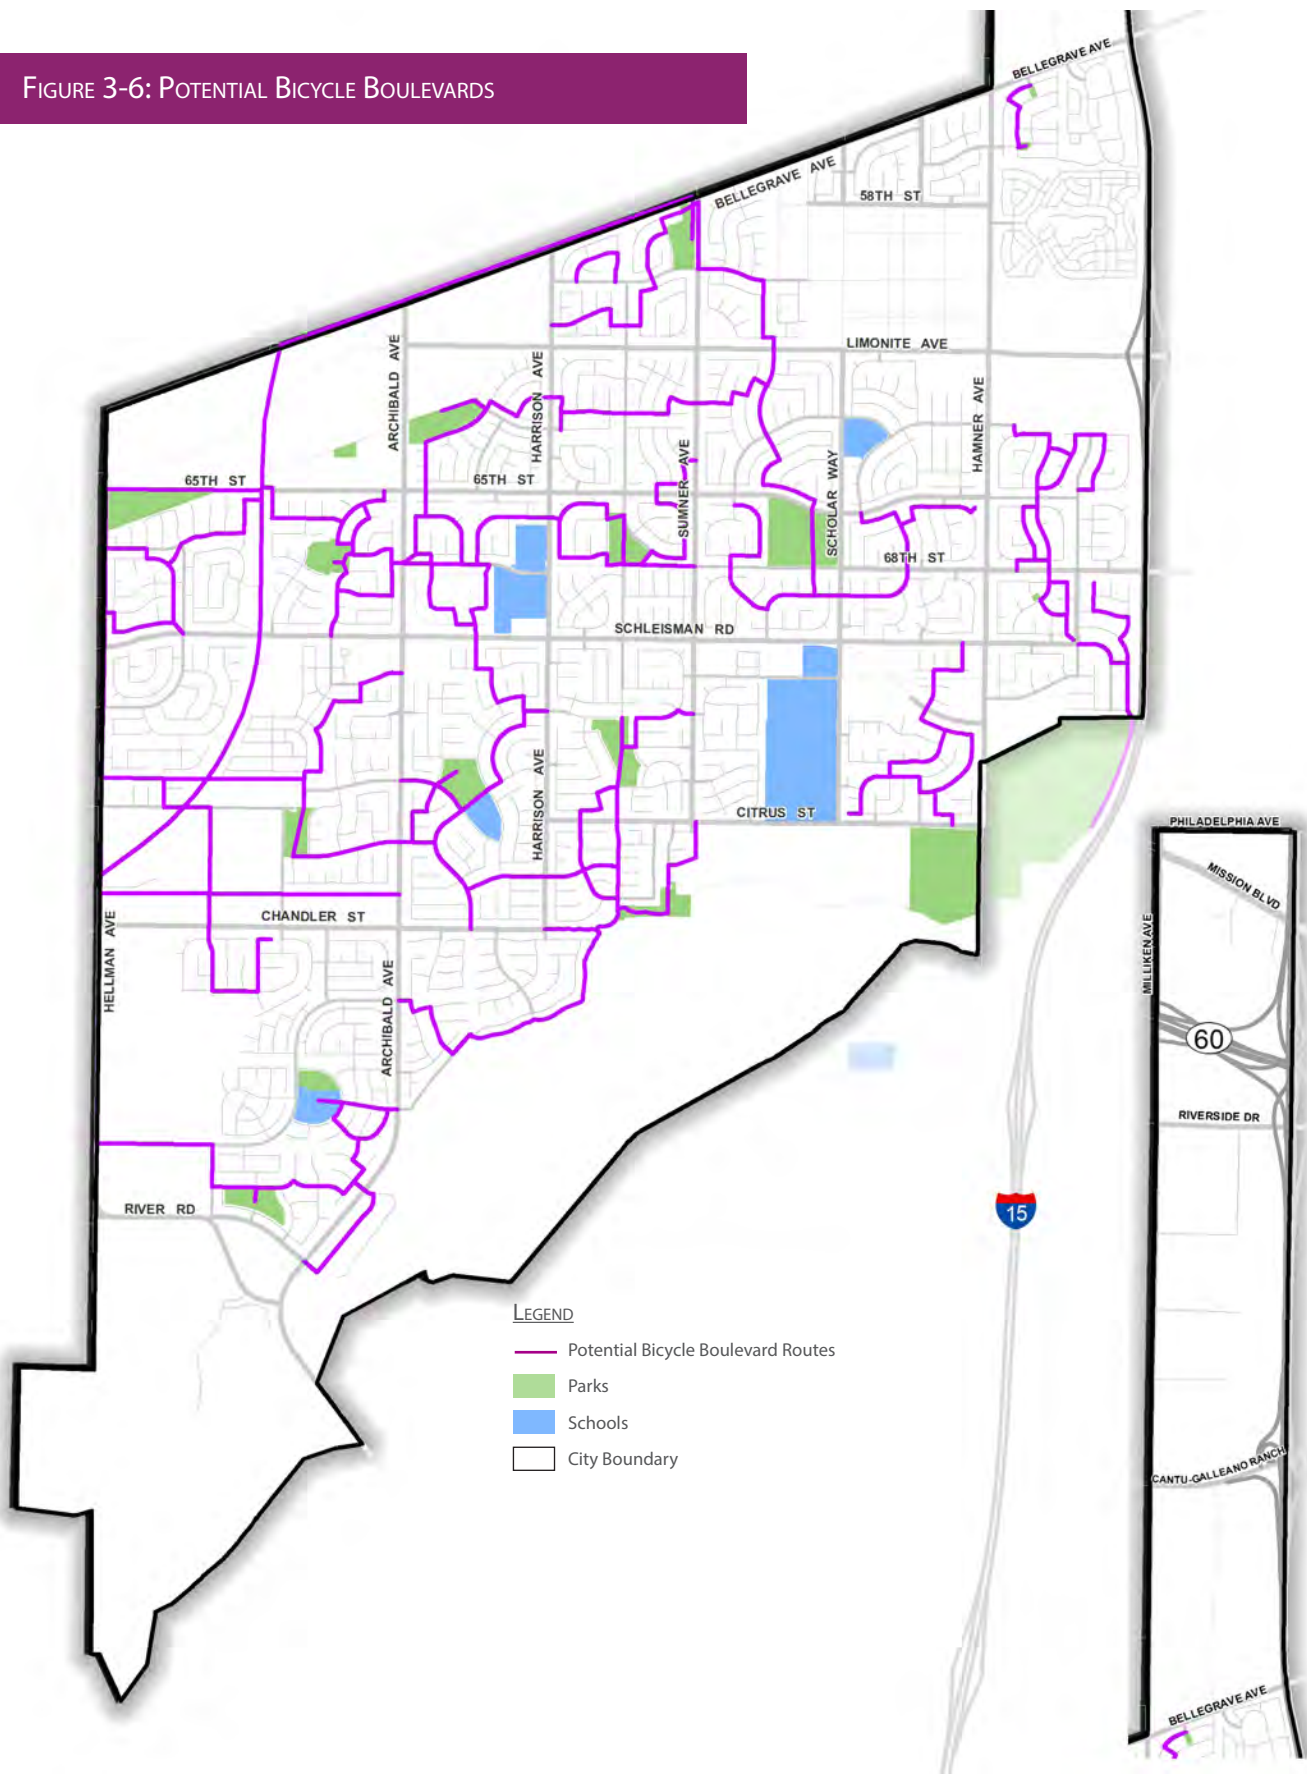 FIGURE 3-6: POTENTIAL BICYCLE BOULEVARDS
BELLEGRAVE AVE
BELLEGRAVE AVE
58TH ST
LIMONITE AVE
ARCHIBALD AVE
HARRISON AVE
HAMNER AVE
SUMNER AVE
SCHOLAR WAY
65TH ST
65TH ST
68TH ST
SCHLEISMAN RD
HARRISON AVE
CITRUS ST
CHANDLER ST
HELLMAN AVE
ARCHIBALD AVE
RIVER RD
15
PHILADELPHIA AVE
MISSION BLVD
MILLIKEN AVE
60
RIVERSIDE DR
CANTU-GALLEANO RANCH
BELLEGRAVE AVE
LEGEND
Potential Bicycle Boulevard Routes
Parks
Schools
City Boundary